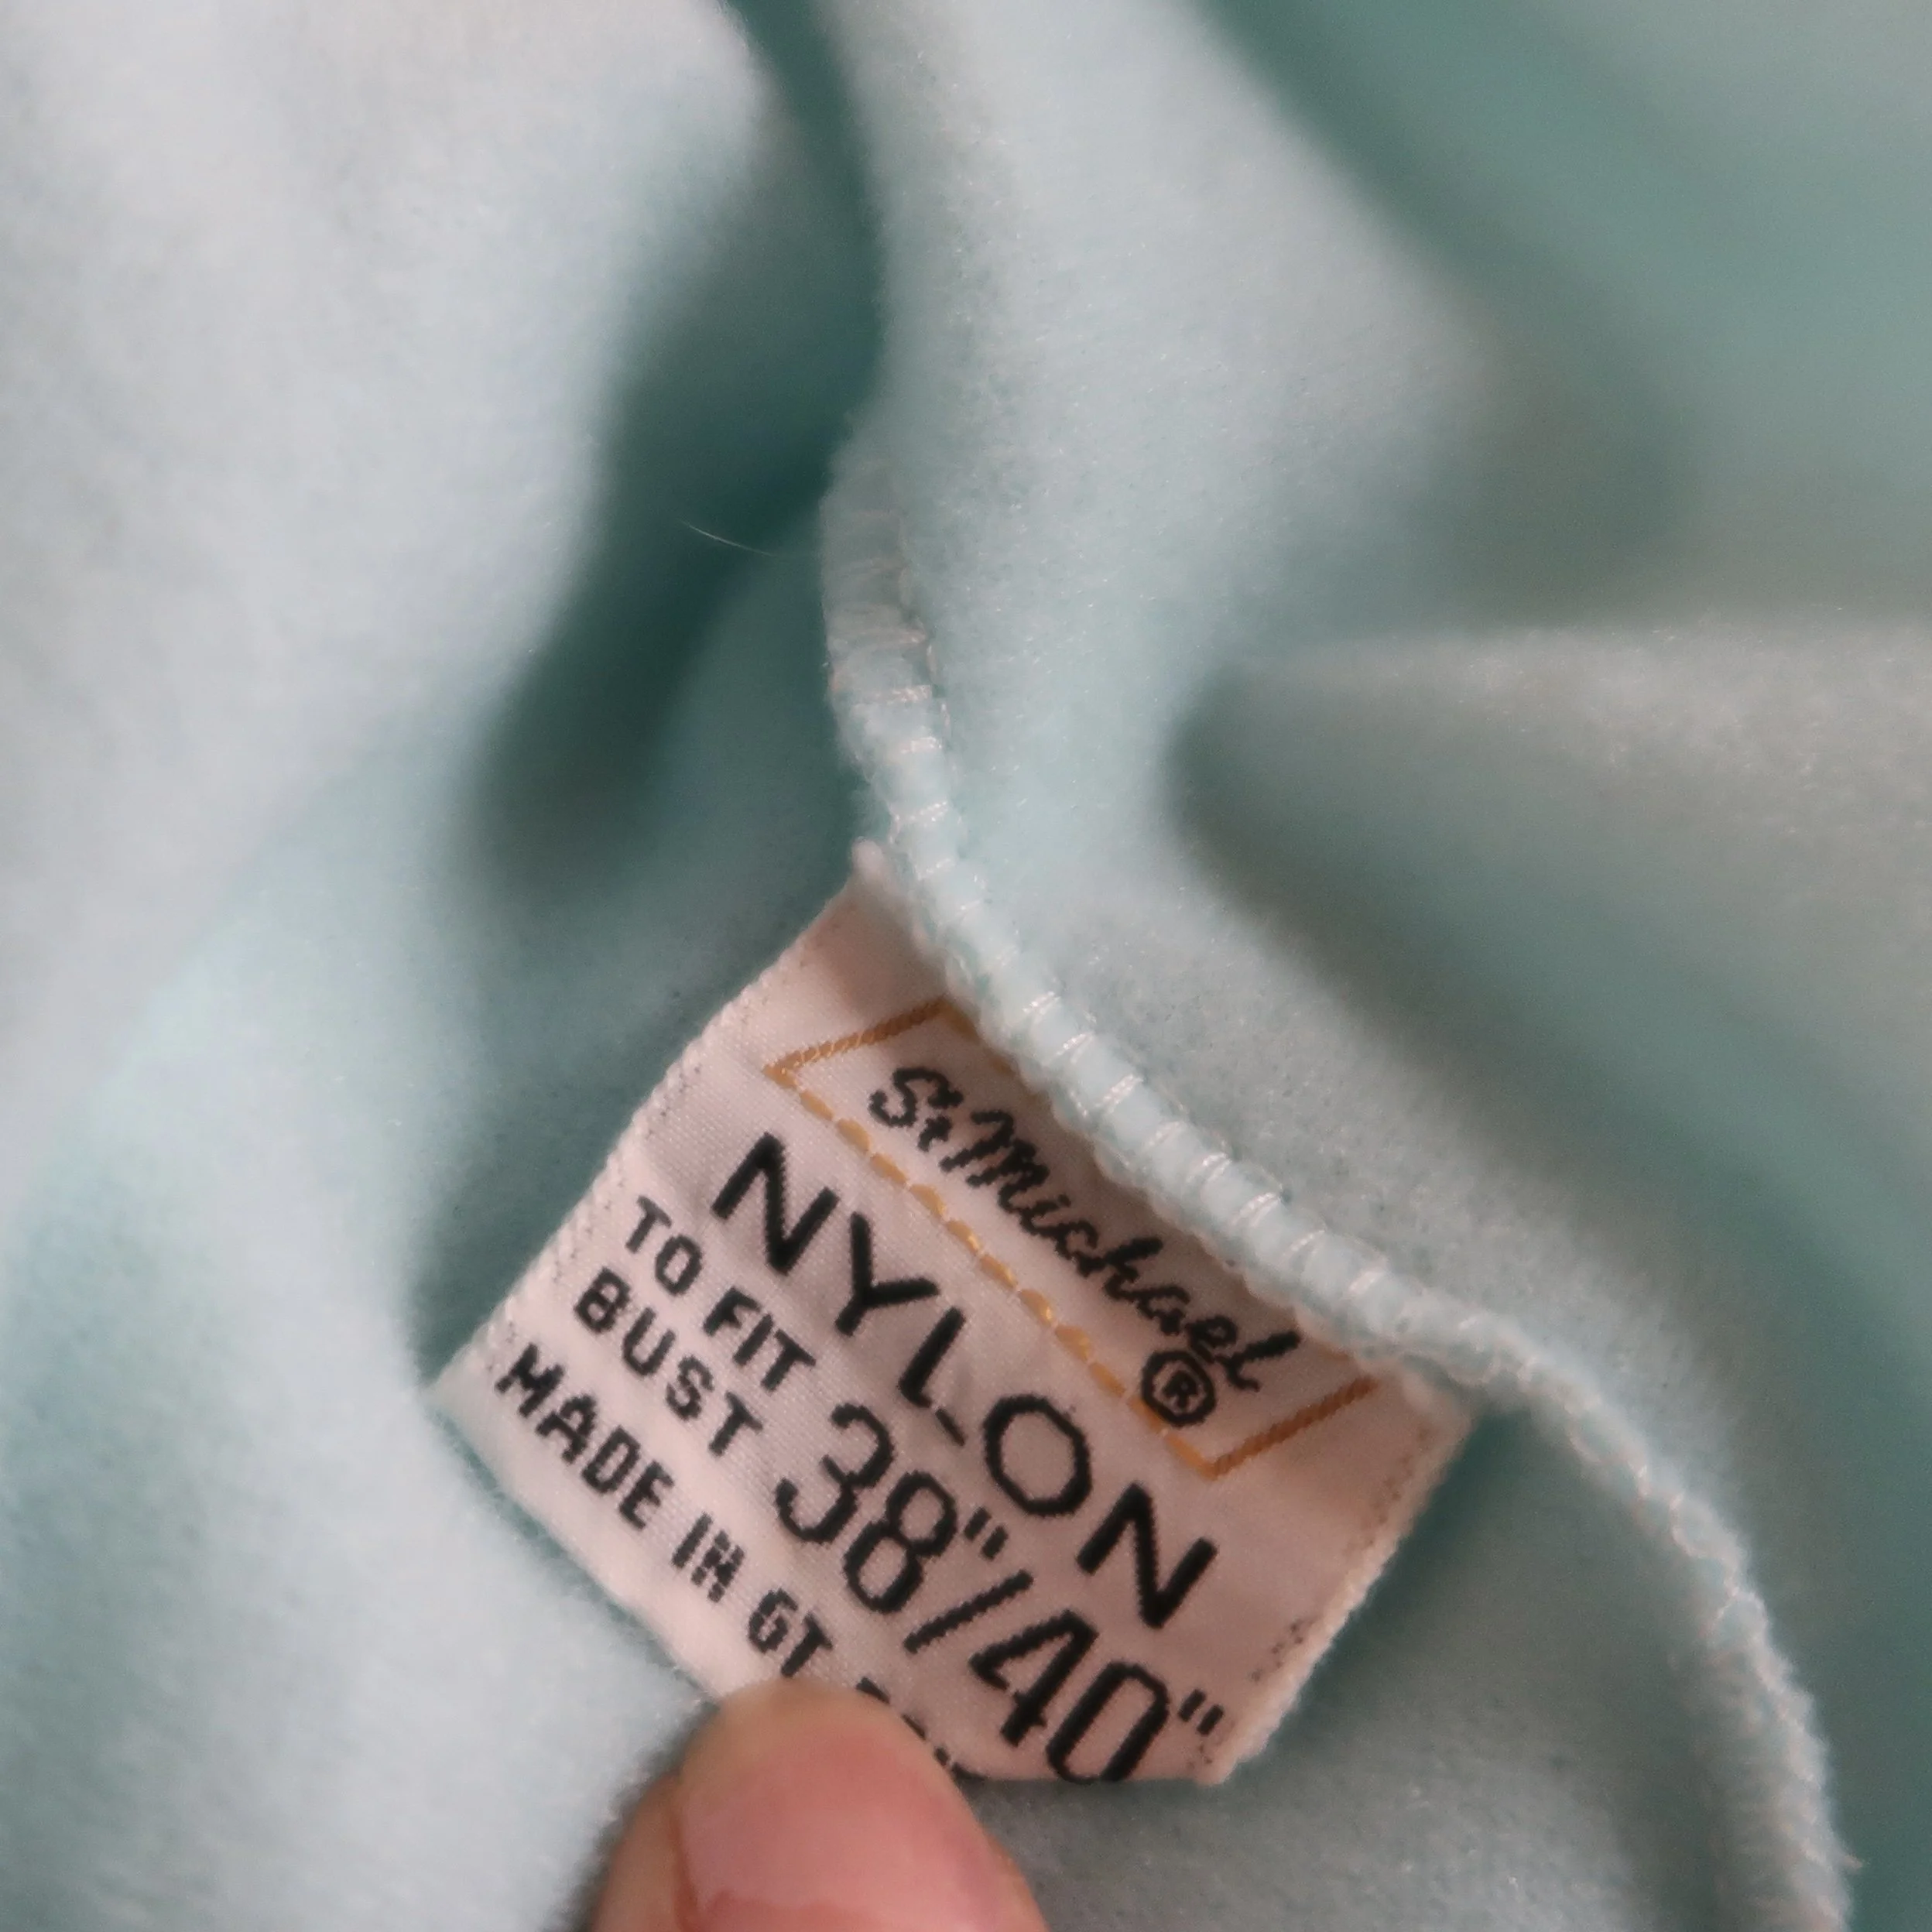 St Michael®
NYLON
TO FIT
BUST 38"/40"
MADE IN GT